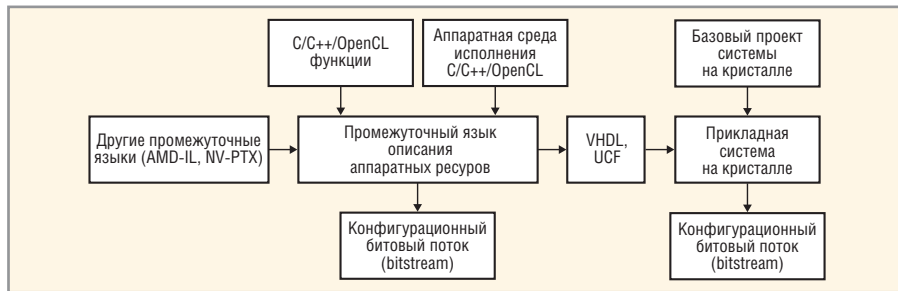 C/C++/OpenCL
функции
Аппаратная среда
исполнения
C/C++/OpenCL
Базовый проект
системы
на кристалле
Другие промежуточные
языки (AMD-IL, NV-PTX)
Промежуточный язык
описания
аппаратных ресуров
VHDL,
UCF
Прикладная
система
на кристалле
Конфигурационный
битовый поток
(bitstream)
Конфигурационный
битовый поток
(bitstream)